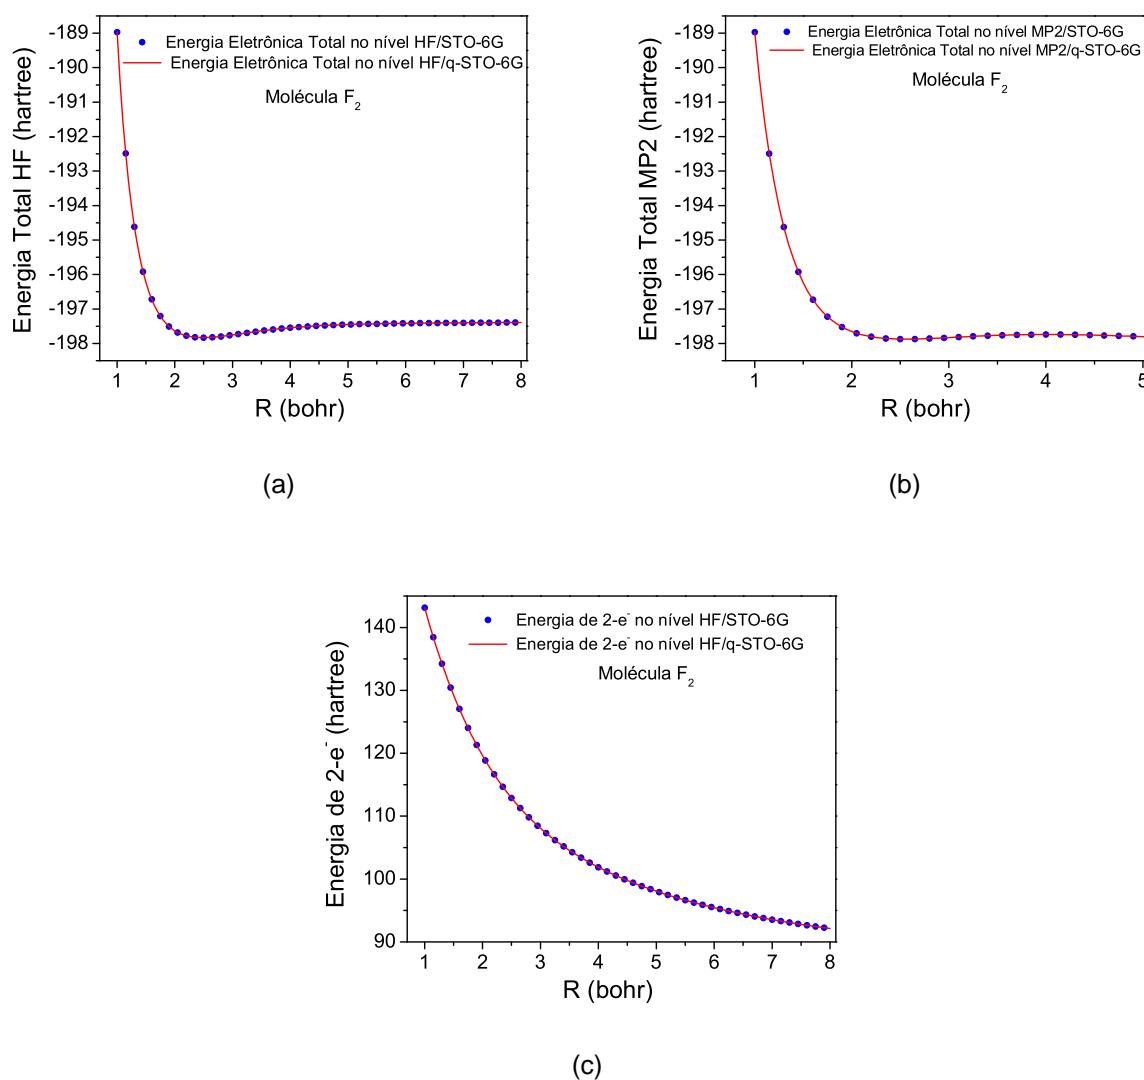 Energia Eletrônica Total no nível HF/STO-6G
Energia Eletrônica Total no nível HF/q-STO-6G
Molécula F2
Energia Total HF (hartree)
-189
-190
-191
-192
-193
-194
-195
-196
-197
-198
1 2 3 4 5 6 7 8
R (bohr)
(a)
Energia Eletrônica Total no nível MP2/STO-6G
Energia Eletrônica Total no nível MP2/q-STO-6G
Molécula F2
Energia Total MP2 (hartree)
-189
-190
-191
-192
-193
-194
-195
-196
-197
-198
1 2 3 4 5
R (bohr)
(b)
Energia de 2-e- no nível HF/STO-6G
Energia de 2-e- no nível HF/q-STO-6G
Molécula F2
Energia de 2-e- (hartree)
140
130
120
110
100
90
1 2 3 4 5 6 7 8
R (bohr)
(c)